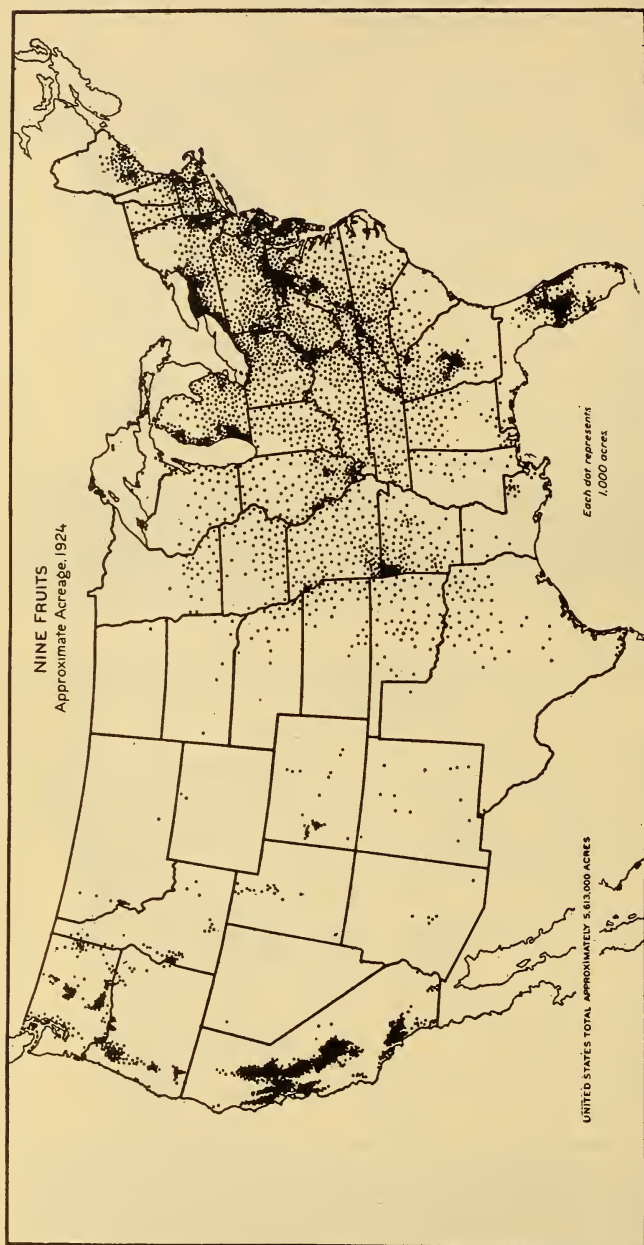 NINE FRUITS
Approximate Acreage, 1924
Each dot represents
1,000 acres
UNITED STATES TOTAL APPROXIMATELY 5,613,000 ACRES